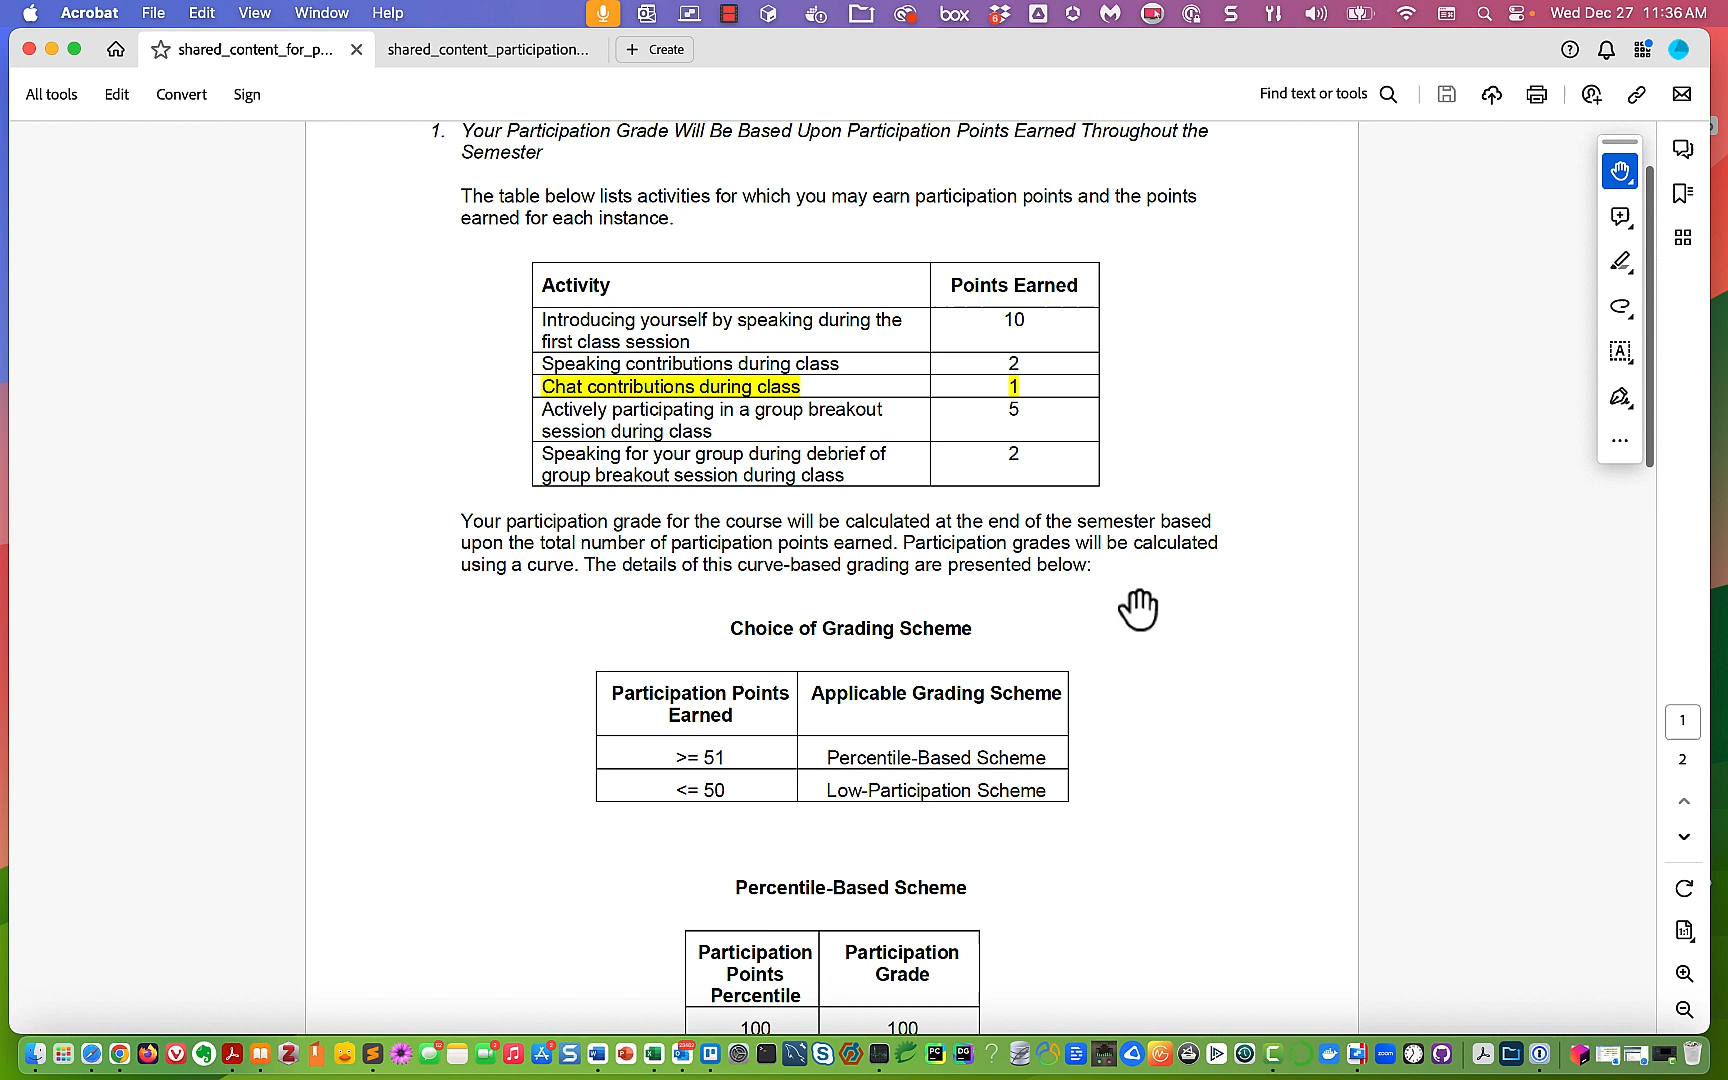 Acrobat File Edit View Window Help
box
Wed Dec 27 11:36 AM
shared_content_for_p...
shared_content_participation...
+ Create
All tools Edit Convert Sign
Find text or tools
1. Your Participation Grade Will Be Based Upon Participation Points Earned Throughout the
Semester
The table below lists activities for which you may earn participation points and the points
earned for each instance.
Activity Points Earned
Introducing yourself by speaking during the 10
first class session
Speaking contributions during class 2
Chat contributions during class 1
Actively participating in a group breakout 5
session during class
Speaking for your group during debrief of 2
group breakout session during class
Your participation grade for the course will be calculated at the end of the semester based
upon the total number of participation points earned. Participation grades will be calculated
using a curve. The details of this curve-based grading are presented below:
Choice of Grading Scheme
Participation Points Applicable Grading Scheme
Earned
>= 51 Percentile-Based Scheme
<= 50 Low-Participation Scheme
Percentile-Based Scheme
Participation Participation
Points Grade
Percentile
100 100
1
2